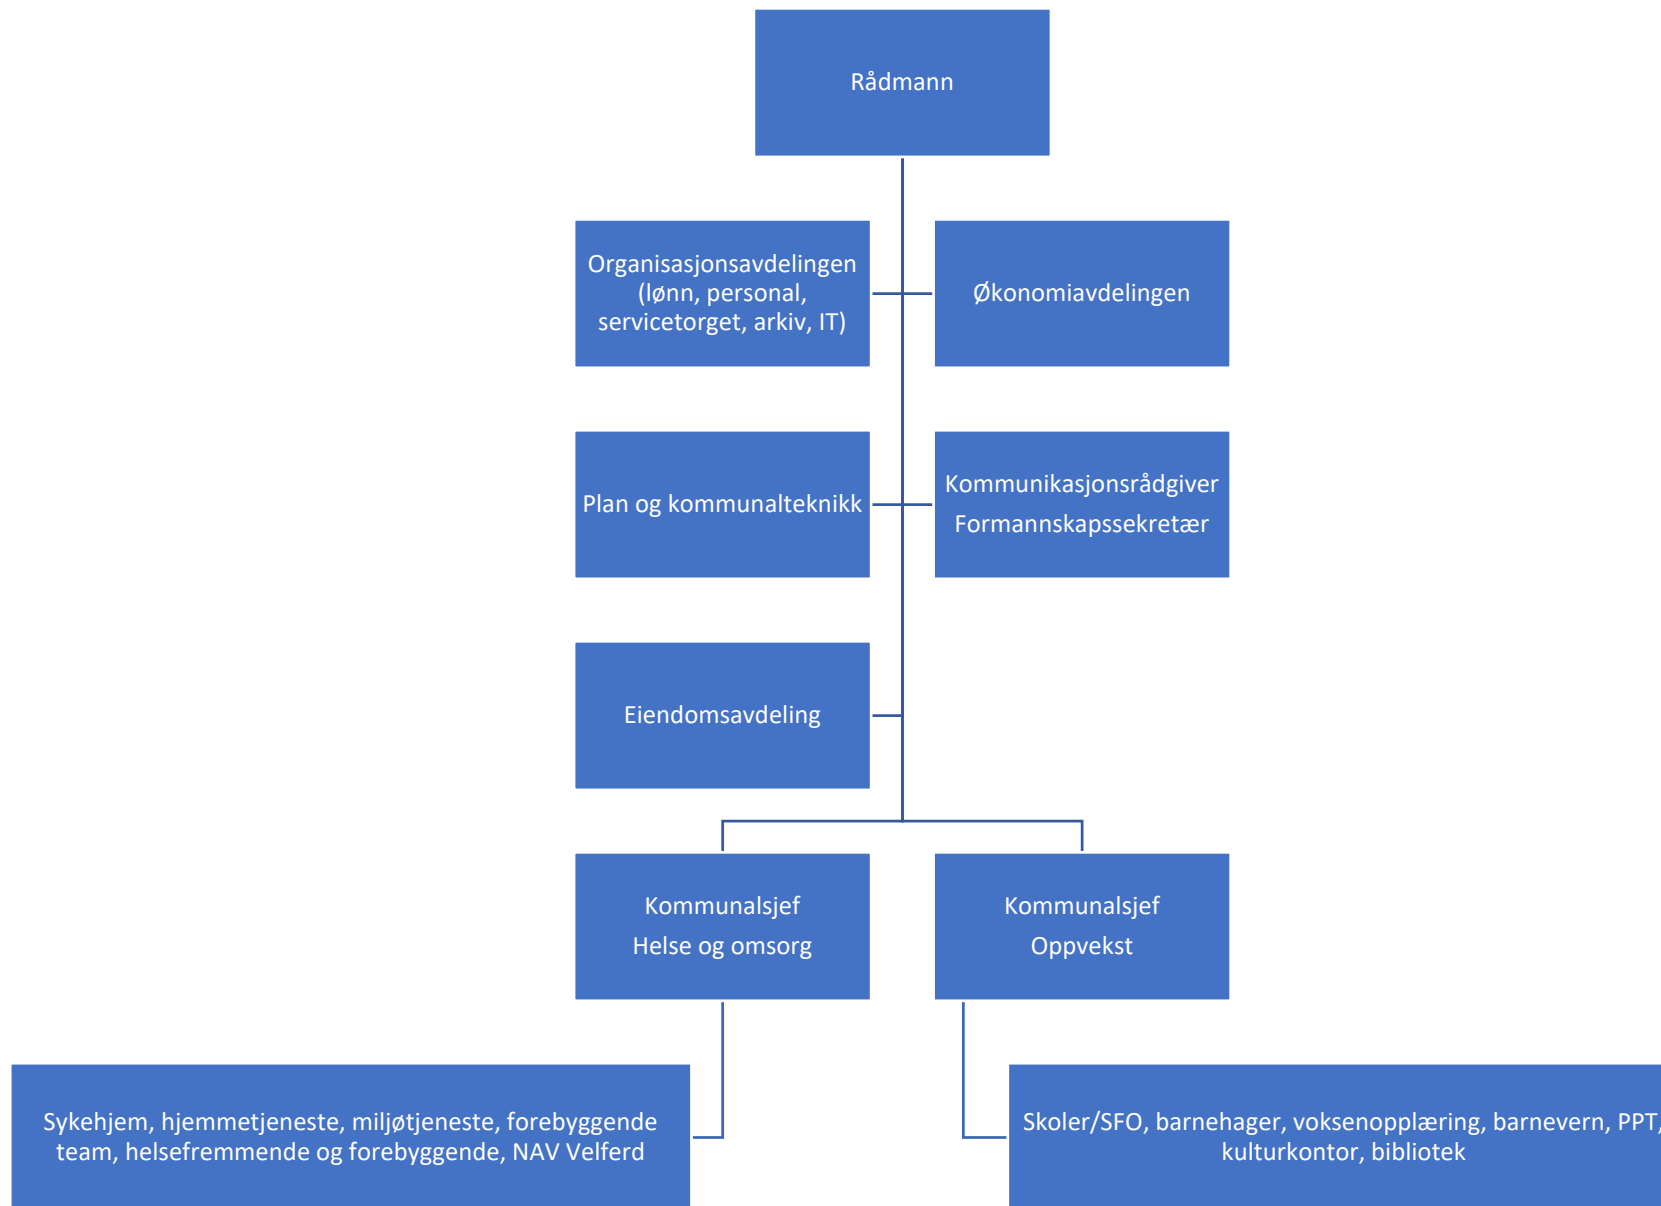 Rådmann
Organisasjonsavdelingen
(lønn, personal,
servicetorget, arkiv, IT)
Økonomiavdelingen
Plan og kommunalteknikk
Kommunikasjonsrådgiver
Formannskapssekretær
Eiendomsavdeling
Kommunalsjef
Helse og omsorg
Kommunalsjef
Oppvekst
Sykehjem, hjemmetjeneste, miljøtjeneste, forebyggende
team, helsefremmende og forebyggende, NAV Velferd
Skoler/SFO, barnehager, voksenopplæring, barnevern, PPT,
kulturkontor, bibliotek